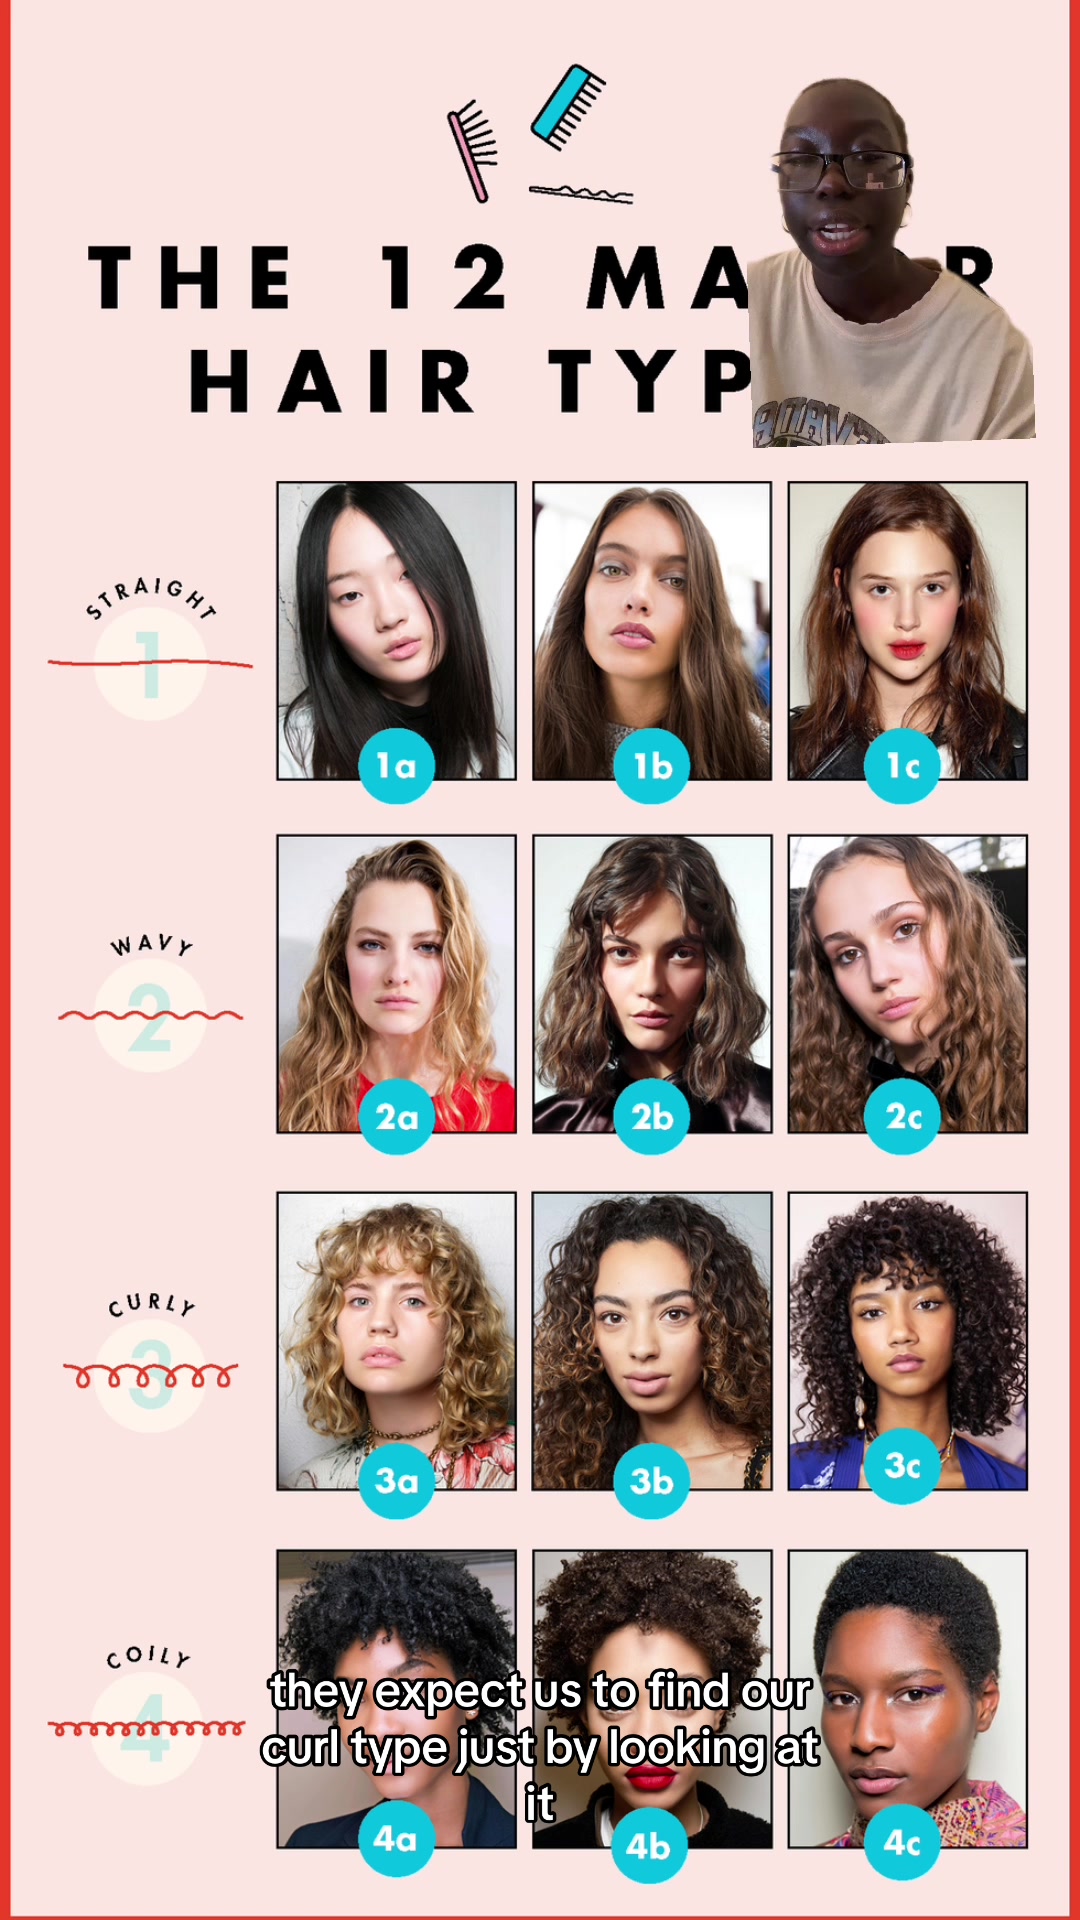 THE 12 MA R
HAIR TYP
STRAIGHT
1
1a
1b
1c
WAVY
2
2a
2b
2c
CURLY
3
3a
3b
3c
COILY
4
they expect us to find our
curl type just by looking at
it
4a
4b
4c